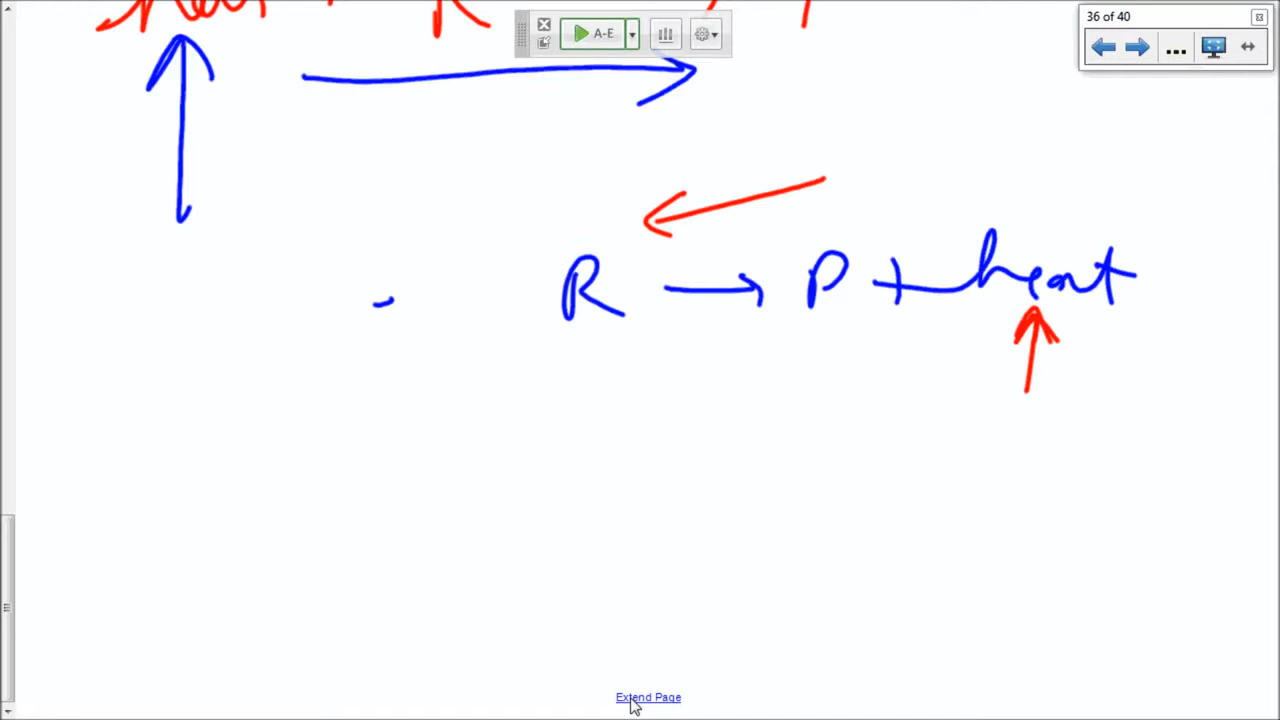 36 of 40
A-E
R → P + heat
Extend Page